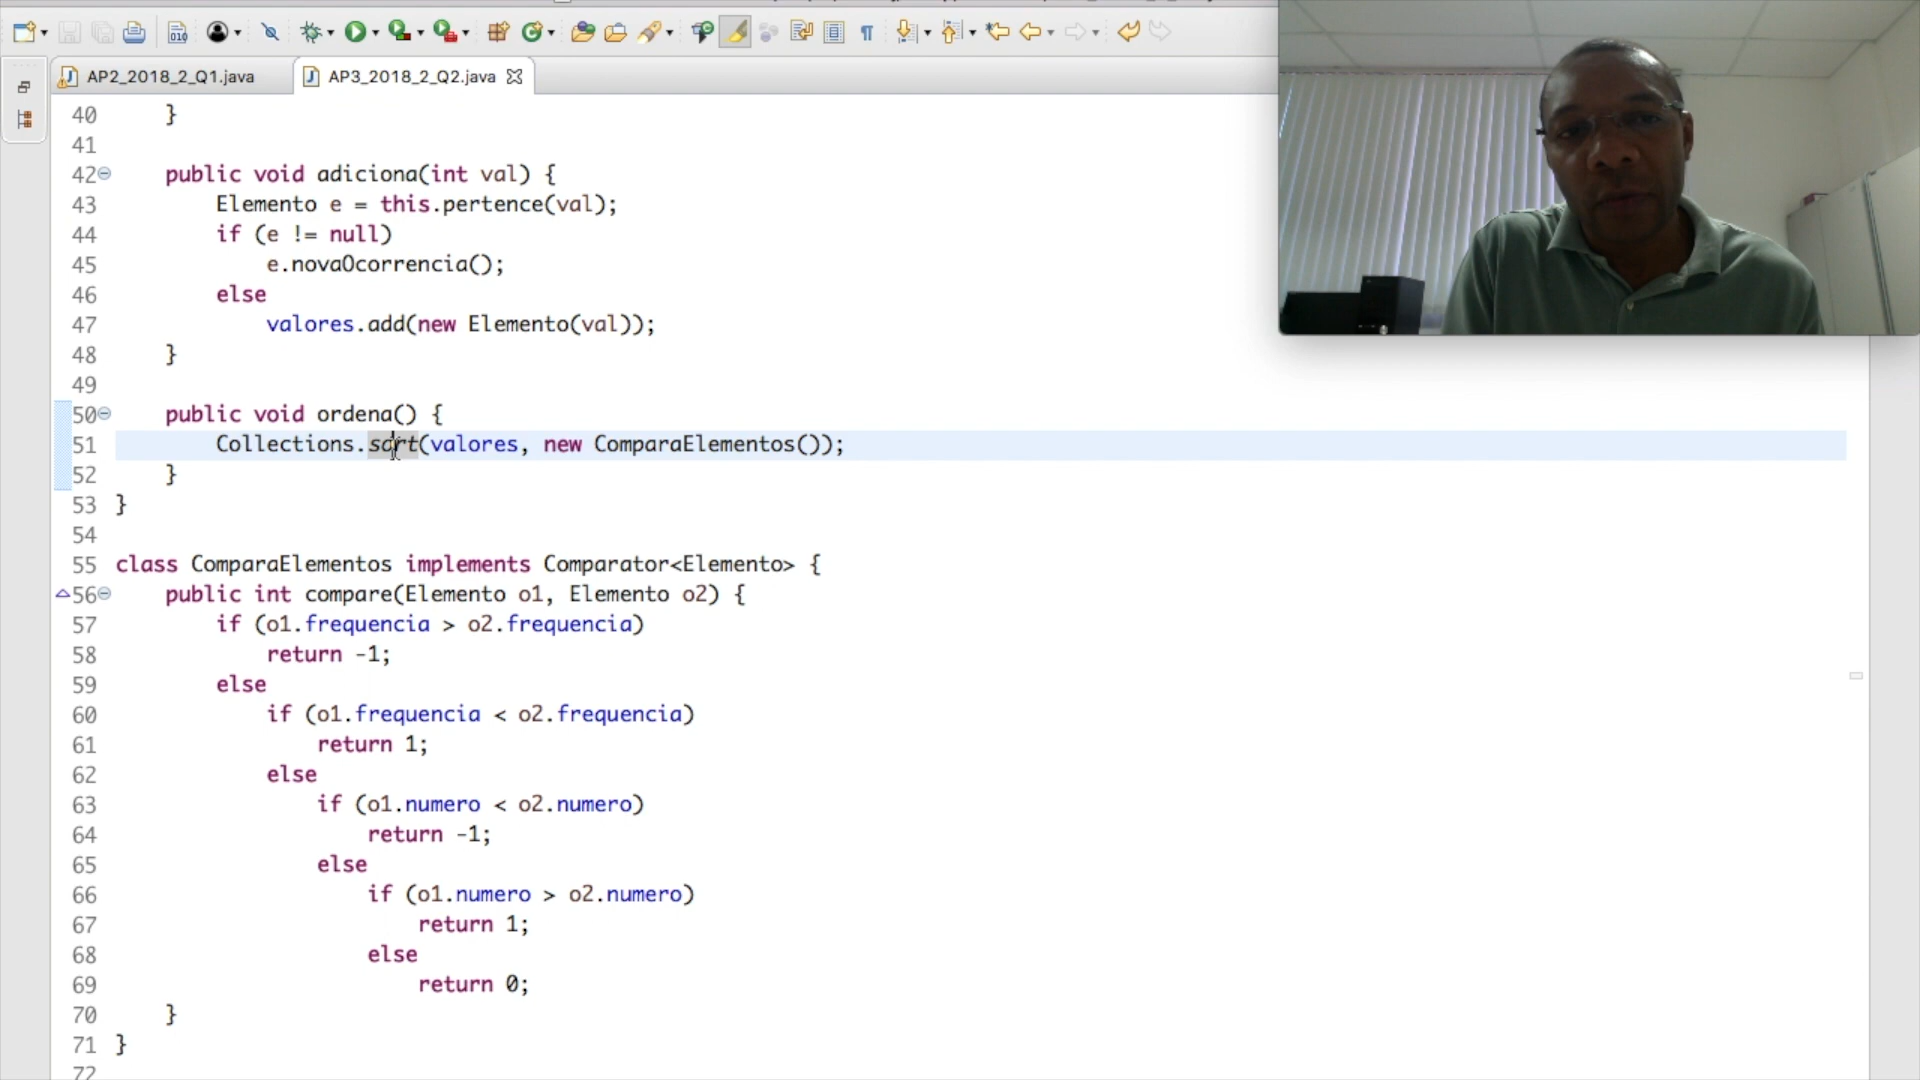 AP2_2018_2_Q1.java
AP3_2018_2_Q2.java
40 }
41
42 public void adiciona(int val) {
43 Elemento e = this.pertence(val);
44 if (e != null)
45 e.novaOcorrencia();
46 else
47 valores.add(new Elemento(val));
48 }
49
50 public void ordena() {
51 Collections.sort(valores, new ComparaElementos());
52 }
53 }
54
55 class ComparaElementos implements Comparator<Elemento> {
56 public int compare(Elemento o1, Elemento o2) {
57 if (o1.frequencia > o2.frequencia)
58 return -1;
59 else
60 if (o1.frequencia < o2.frequencia)
61 return 1;
62 else
63 if (o1.numero < o2.numero)
64 return -1;
65 else
66 if (o1.numero > o2.numero)
67 return 1;
68 else
69 return 0;
70 }
71 }
72